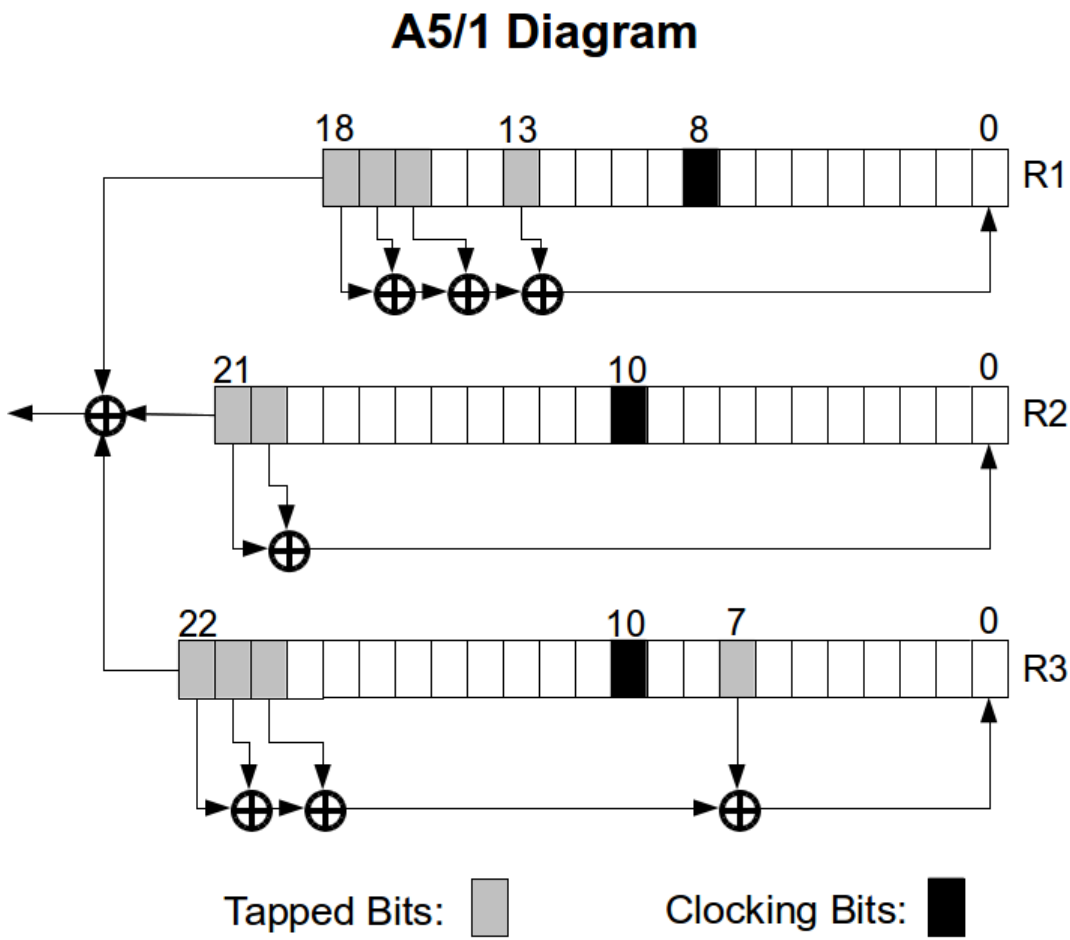 A5/1 Diagram
18 13 8 0
R1
21 10 0
R2
22 10 7 0
R3
Tapped Bits: Clocking Bits: